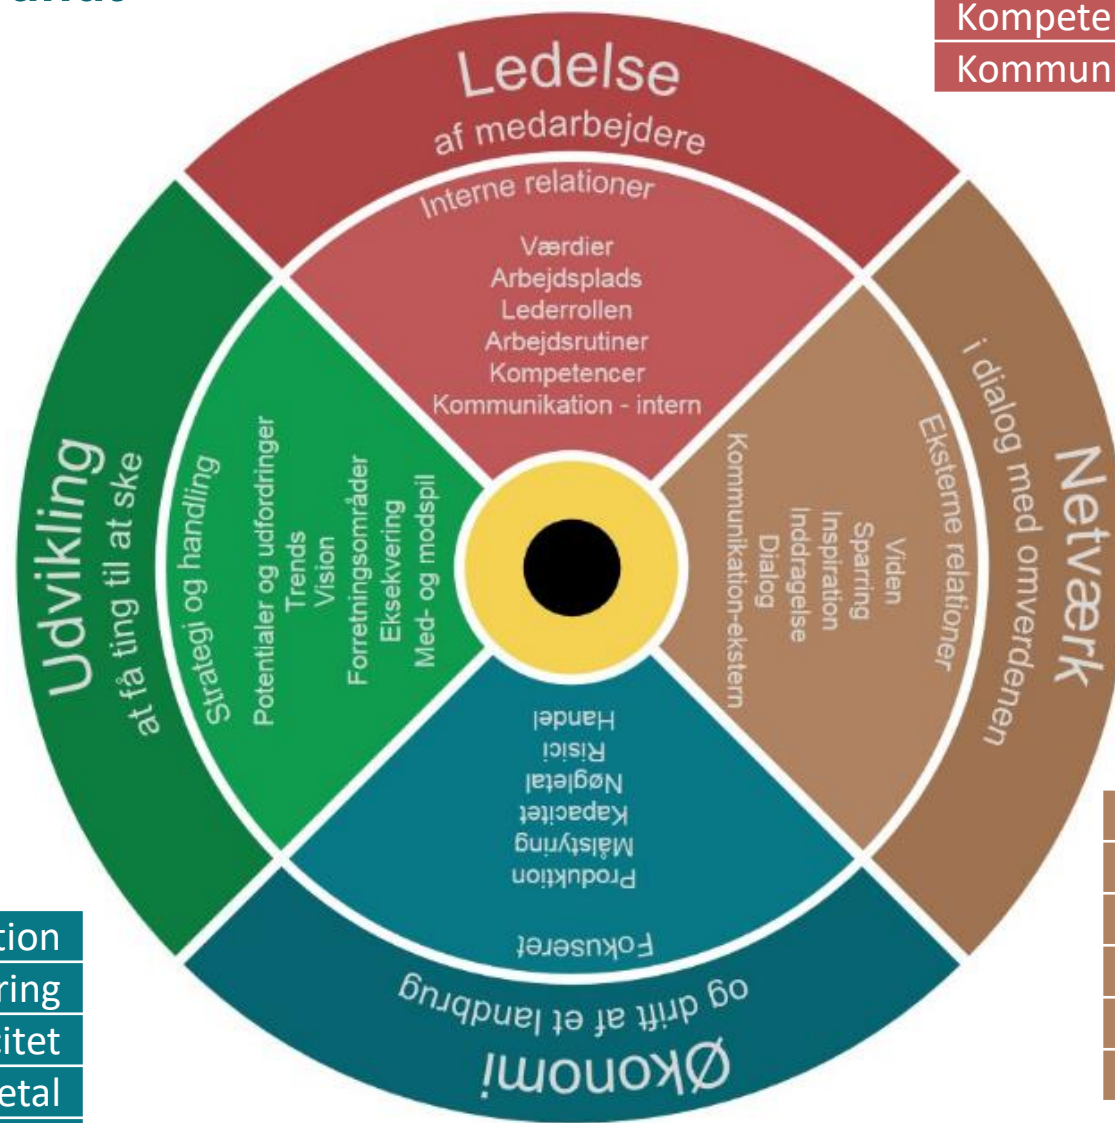 Kompete
Kommun
Ledelse
af medarbejdere
Interne relationer
Værdier
Arbejdsplads
Lederrollen
Arbejdsrutiner
Kompetencer
Kommunikation - intern
Netværk
i dialog med omverdenen
Eksterne relationer
Viden
Sparring
Inspiration
Inddragelse
Dialog
Kommunikation-ekstern
Økonomi
og drift af et landbrug
Fokuseret
Produktion
Målstyring
Kapacitet
Nøgletal
Risici
Handel
Udvikling
at få ting til at ske
Strategi og handling
Potentialer og udfordringer
Trends
Vision
Forretningsområder
Eksekvering
Med- og modspil
tion
ring
citet
etal